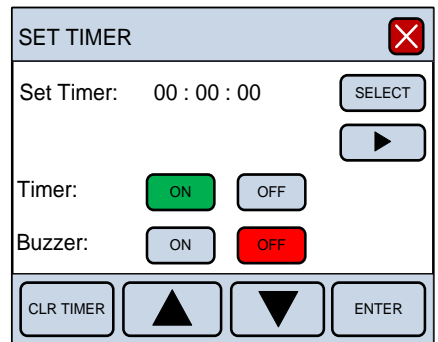 SET TIMER
Set Timer: 00 : 00 : 00 SELECT
Timer: ON OFF
Buzzer: ON OFF
CLR TIMER ENTER